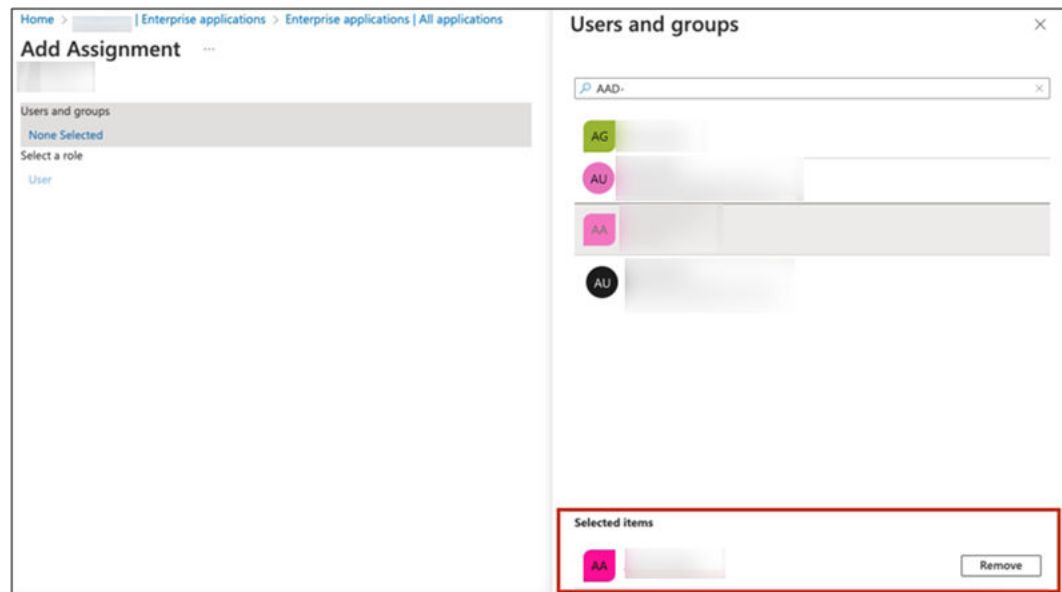 Home > | Enterprise applications > Enterprise applications | All applications
Add Assignment ...
Users and groups
None Selected
Select a role
User
Users and groups
AAD-
AG
AU
AA
AU
Selected items
AA
Remove